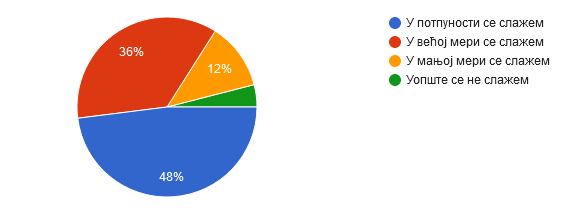 36%
12%
48%
У потпуности се слажем
У већој мери се слажем
У мањој мери се слажем
Уопште се не слажем